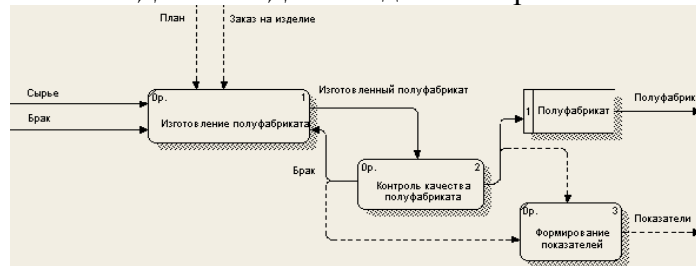 План
Заказ на изделие
Сырье
Брак
0р.
1
Изготовление полуфабриката
Изготовленный полуфабрикат
1
Полуфабрикат
Полуфабрик
Брак
0р.
2
Контроль качества
полуфабриката
0р.
3
Формирование
показателей
Показатели